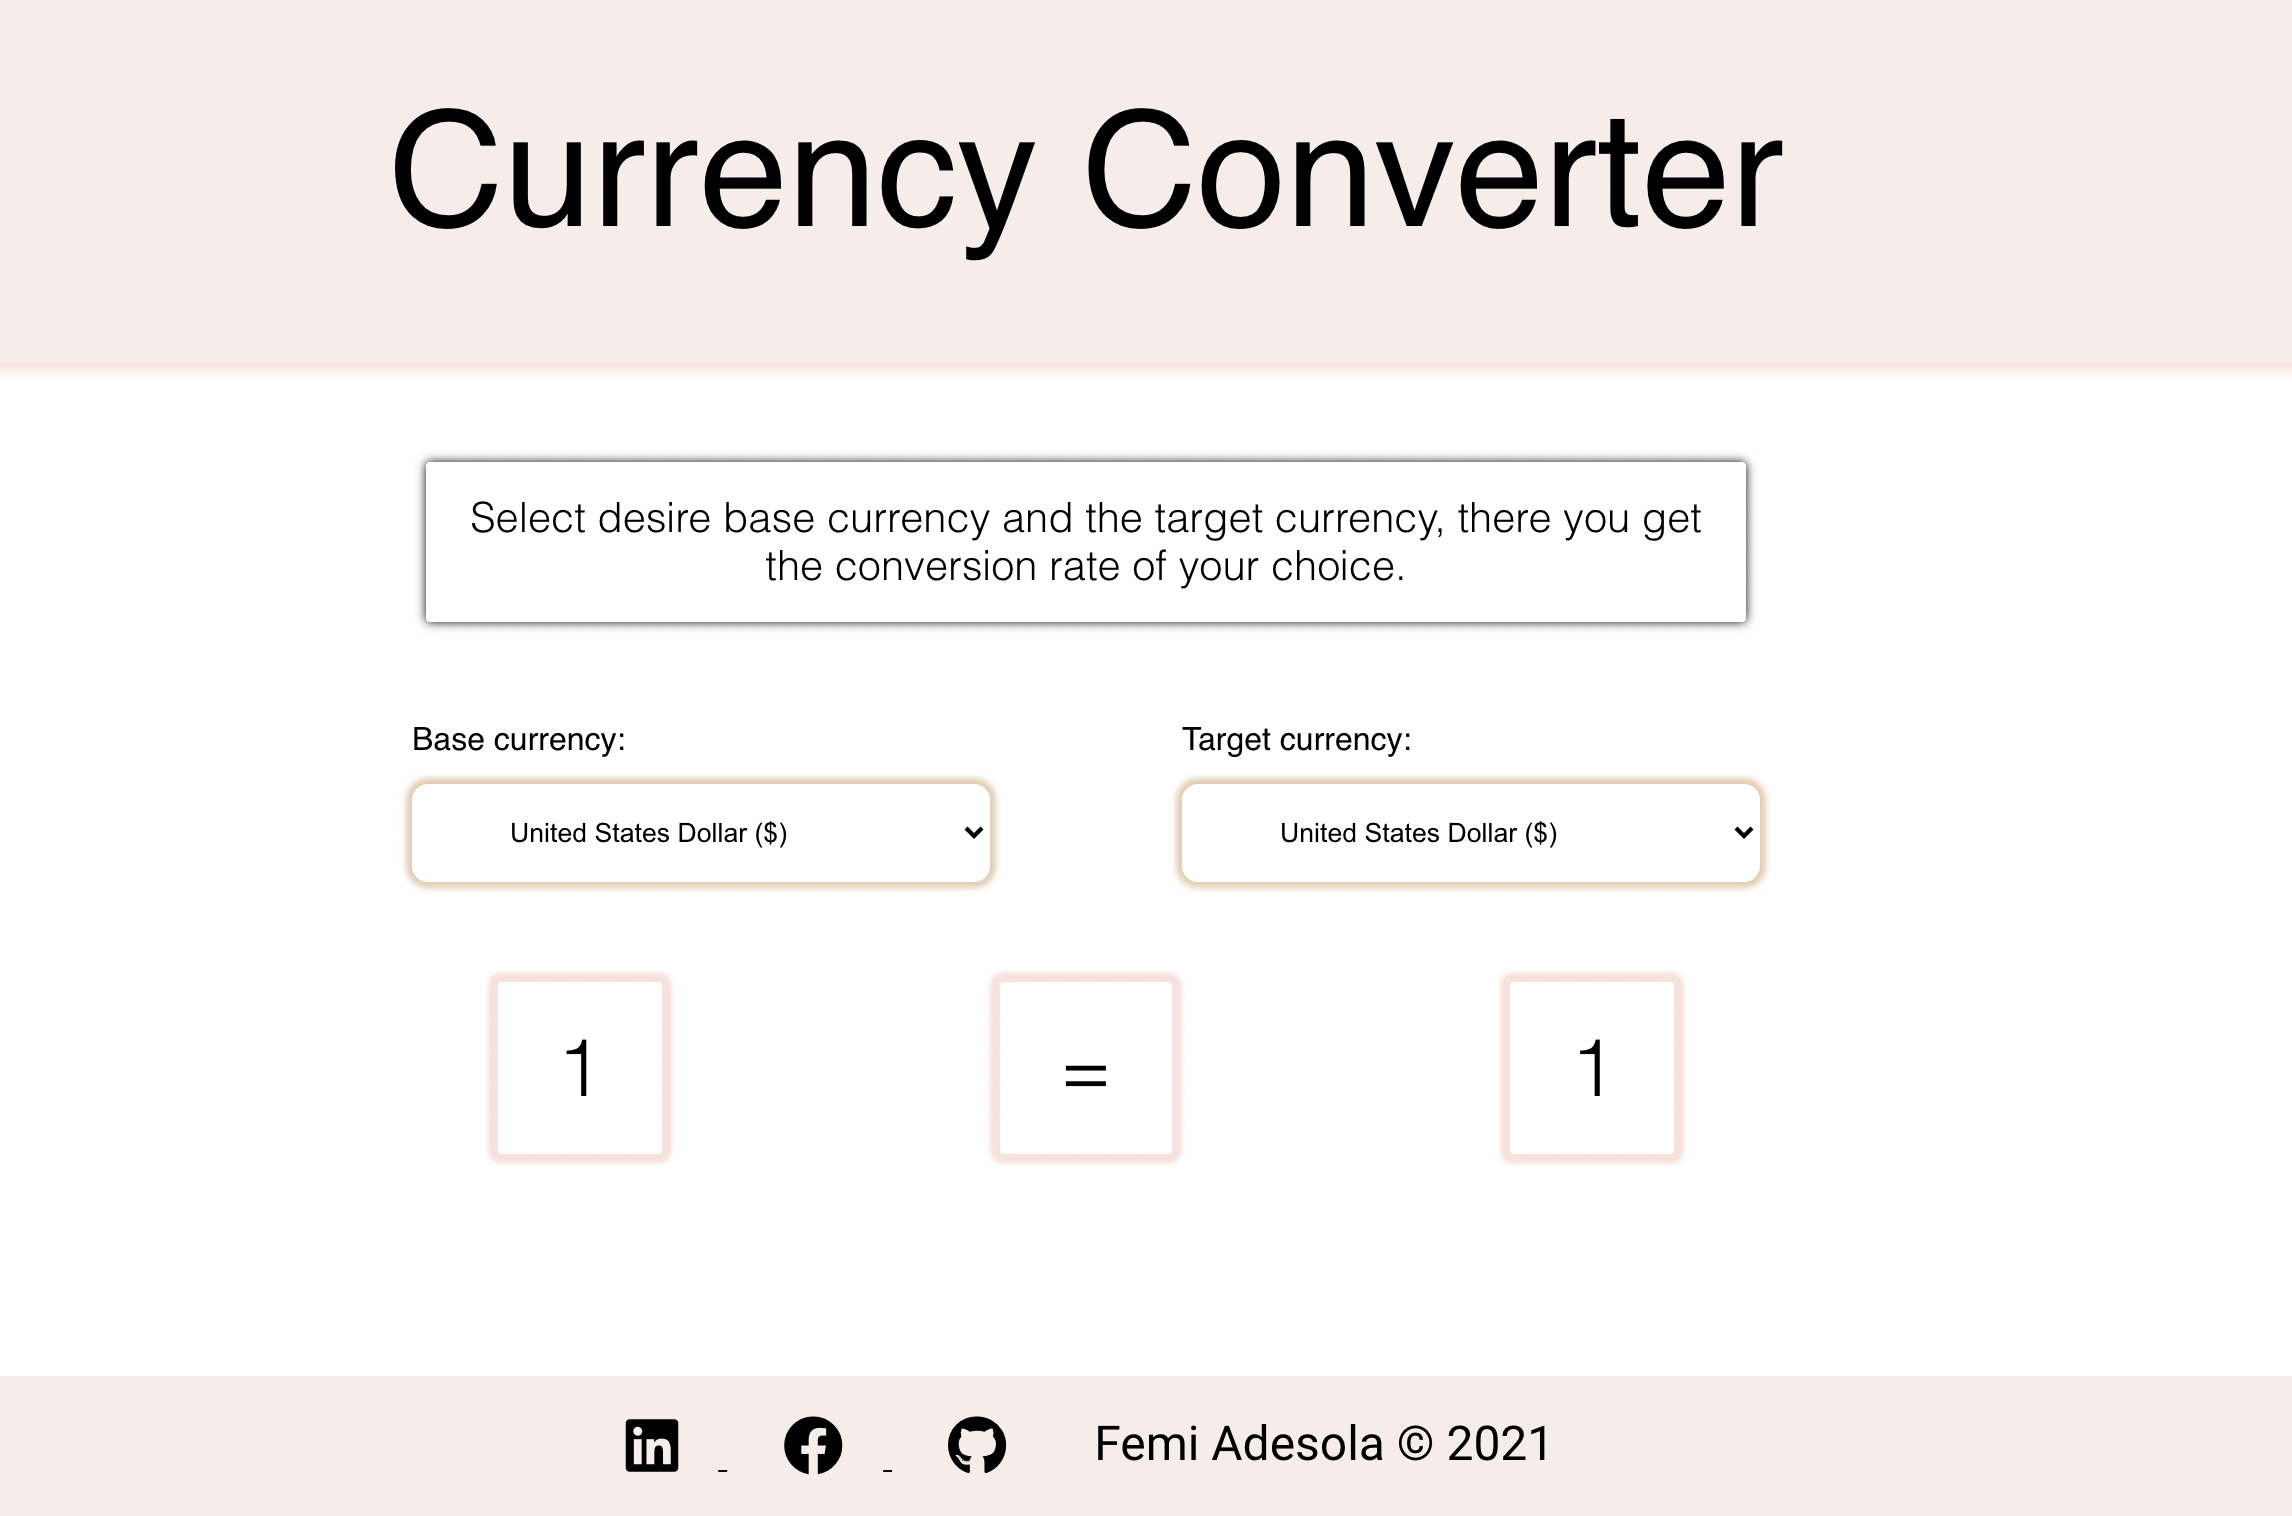 Currency Converter
Select desire base currency and the target currency, there you get
the conversion rate of your choice.
Base currency:
Target currency:
United States Dollar ($)
United States Dollar ($)
1
=
1
in
Femi Adesola © 2021